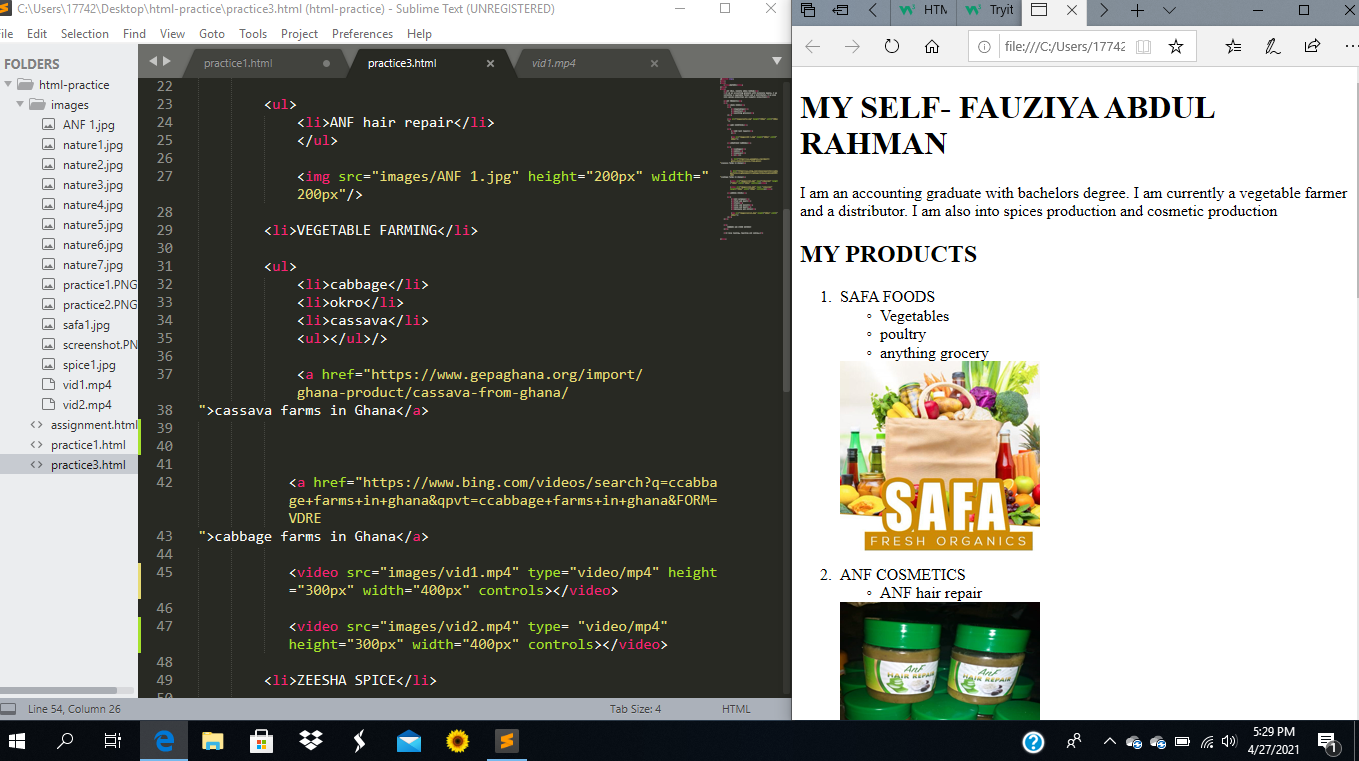 C:\Users\17742\Desktop\html-practice\practice3.html (html-practice) - Sublime Text (UNREGISTERED)
ile Edit Selection Find View Goto Tools Project Preferences Help
FOLDERS
html-practice
images
ANF 1.jpg
nature1.jpg
nature2.jpg
nature3.jpg
nature4.jpg
nature5.jpg
nature6.jpg
nature7.jpg
practice1.PNG
practice2.PNG
safa1.jpg
screenshot.PN
spice1.jpg
vid1.mp4
vid2.mp4
assignment.html
practice1.html
practice3.html
practice1.html practice3.html vid1.mp4
22
23 <ul>
24 <li>ANF hair repair</li>
25 </ul>
26
27 <img src="images/ANF 1.jpg" height="200px" width="
200px"/>
28
29 <li>VEGETABLE FARMING</li>
30
31 <ul>
32 <li>cabbage</li>
33 <li>okro</li>
34 <li>cassava</li>
35 <ul></ul>/>
36
37 <a href="https://www.gepaghana.org/import/
ghana-product/cassava-from-ghana/
38 ">cassava farms in Ghana</a>
39
40
41
42 <a href="https://www.bing.com/videos/search?q=ccabba
ge+farms+in+ghana&qpvt=ccabbage+farms+in+ghana&FORM=
VDRE
43 ">cabbage farms in Ghana</a>
44
45 <video src="images/vid1.mp4" type="video/mp4" height
="300px" width="400px" controls></video>
46
47 <video src="images/vid2.mp4" type= "video/mp4"
height="300px" width="400px" controls></video>
48
49 <li>ZEESHA SPICE</li>
50
Line 54, Column 26 Tab Size: 4 HTML
HTM Tryit
file:///C:/Users/17742
MY SELF- FAUZIYA ABDUL
RAHMAN
I am an accounting graduate with bachelors degree. I am currently a vegetable farmer
and a distributor. I am also into spices production and cosmetic production
MY PRODUCTS
1. SAFA FOODS
Vegetables
poultry
anything grocery
SAFA
FRESH ORGANICS
2. ANF COSMETICS
ANF hair repair
Anf
HAIR REPAIR
Anf
HAIR REPAIR
5:29 PM
4/27/2021
1